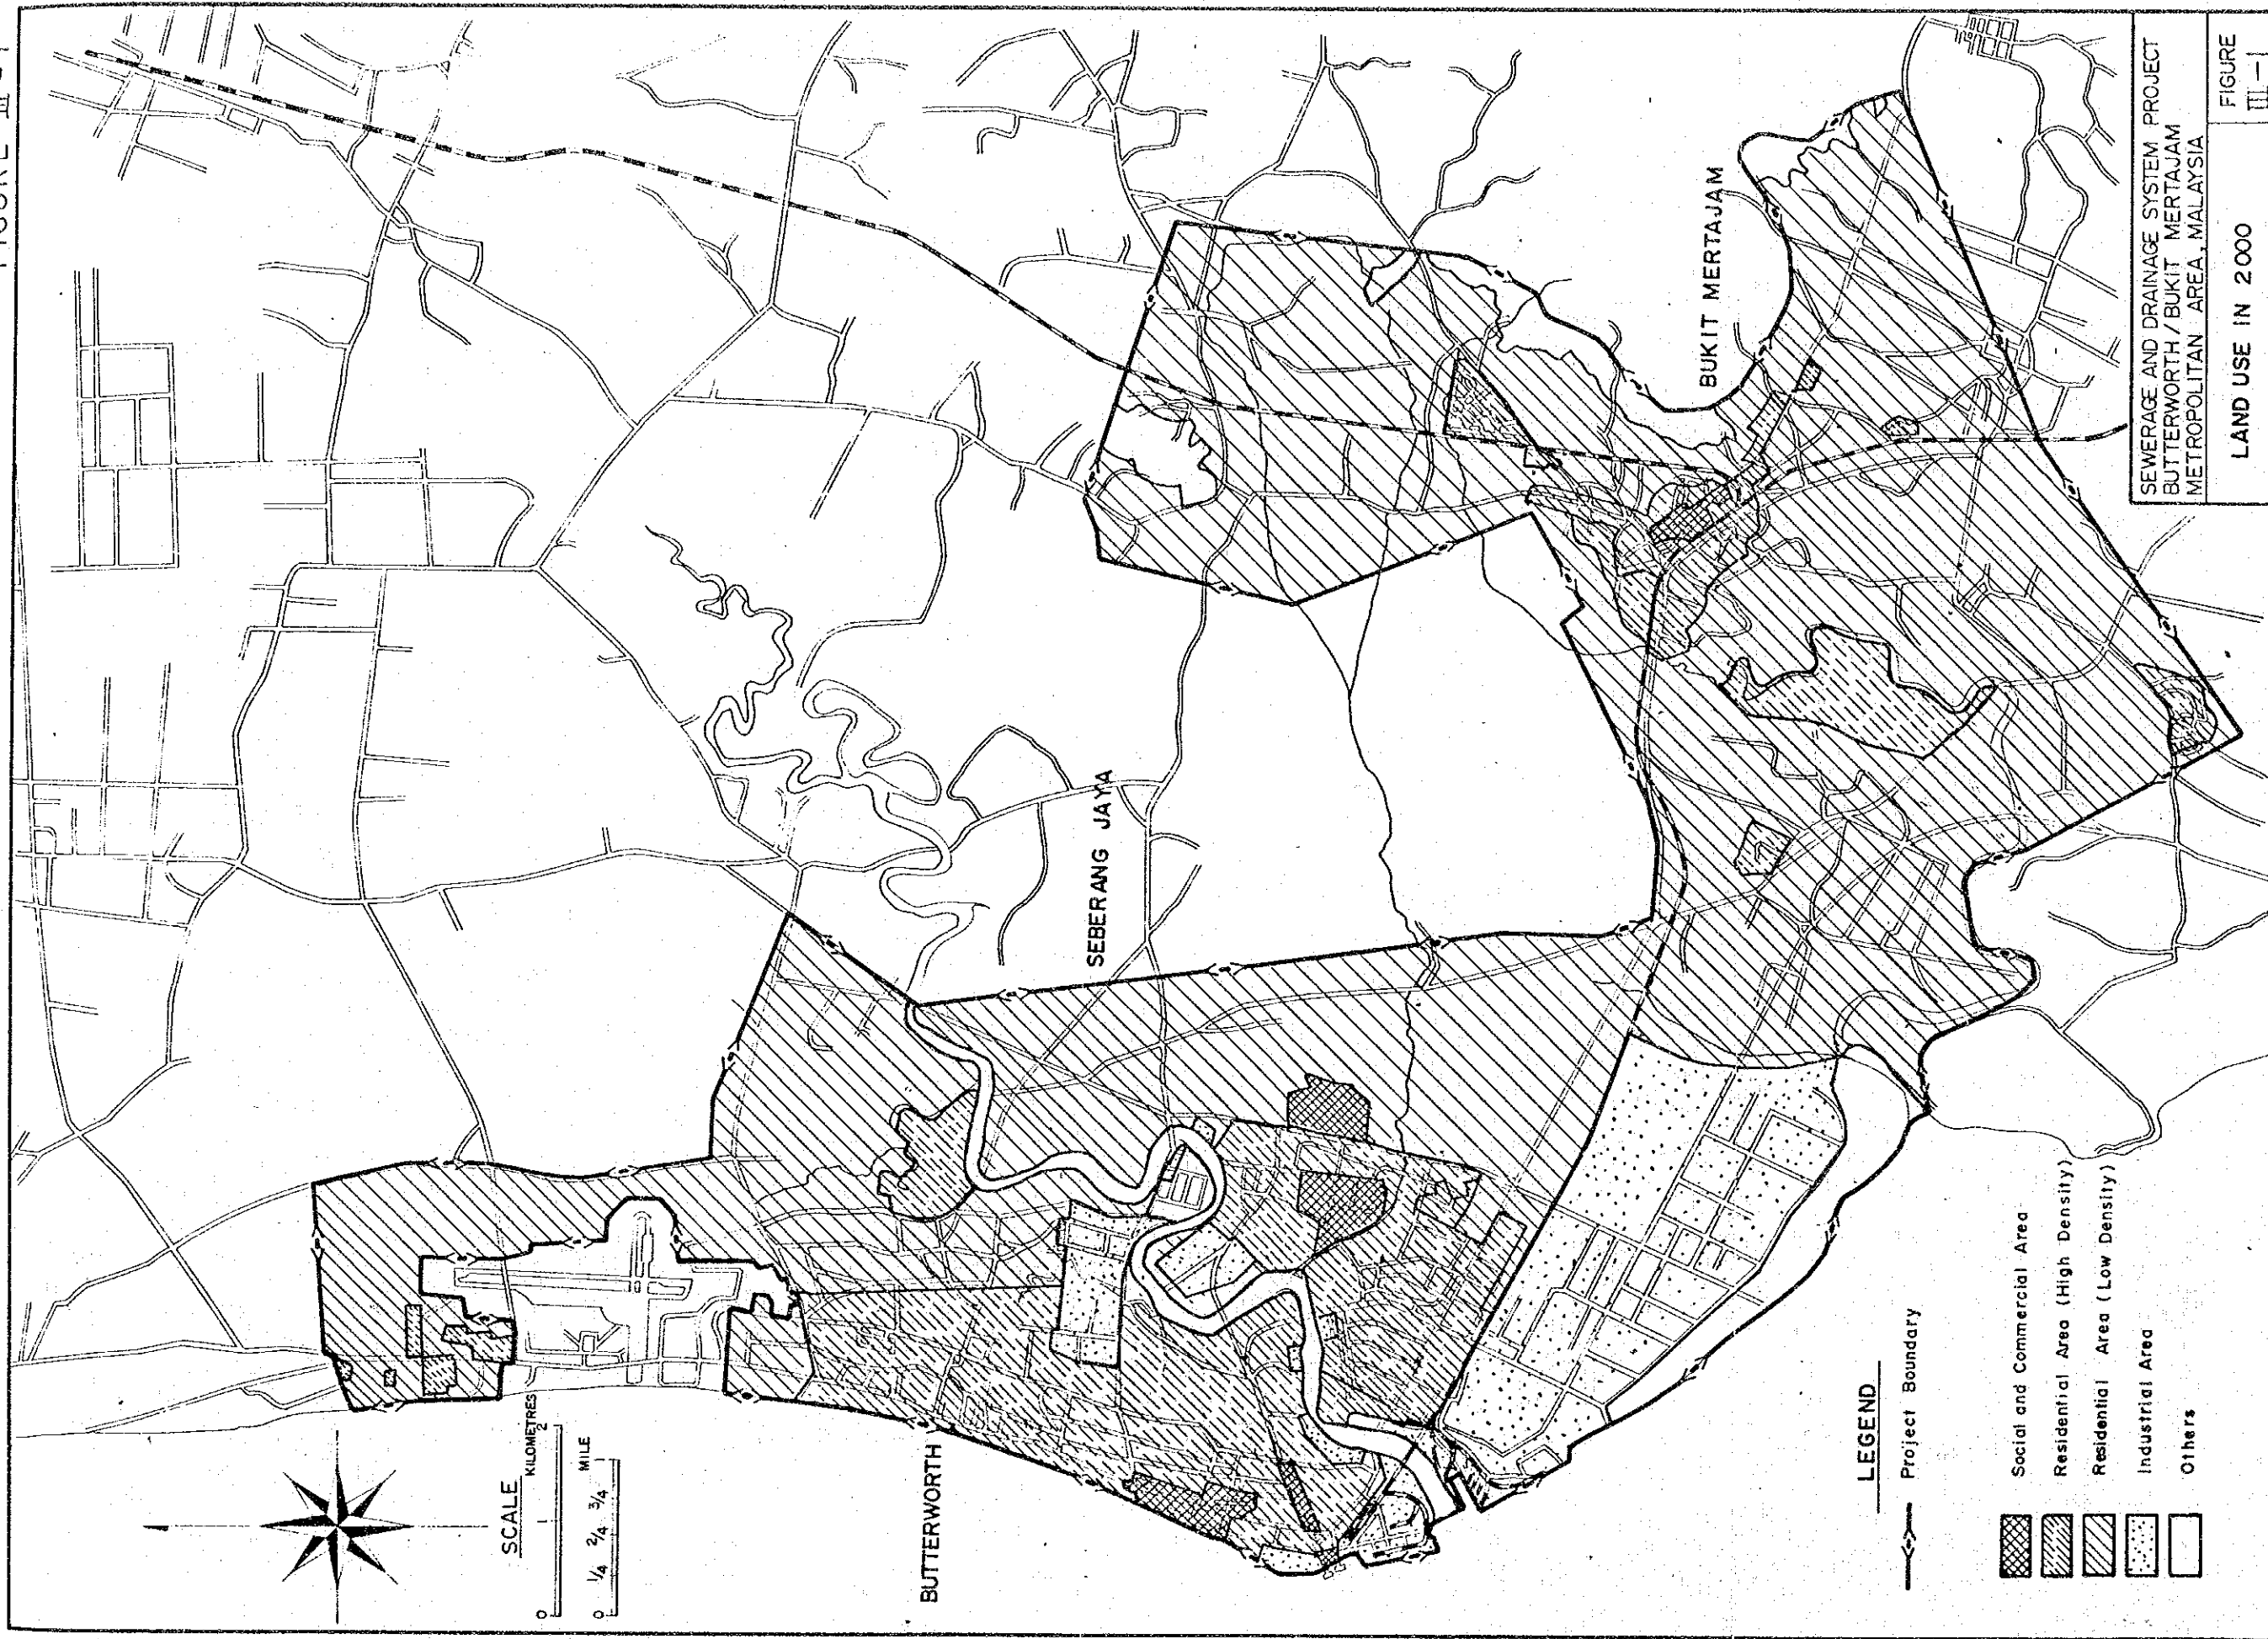 SCALE
KILOMETRES
0 1 2
MILE
0 1/4 2/4 3/4 1
BUTTERWORTH
SEBERANG JAYA
BUKIT MERTAJAM
LEGEND
Project Boundary
Social and Commercial Area
Residential Area (High Density)
Residential Area (Low Density)
Industrial Area
Others
SEWERAGE AND DRAINAGE SYSTEM PROJECT
BUTTERWORTH / BUKIT MERTAJAM
METROPOLITAN AREA, MALAYSIA
LAND USE IN 2000
FIGURE